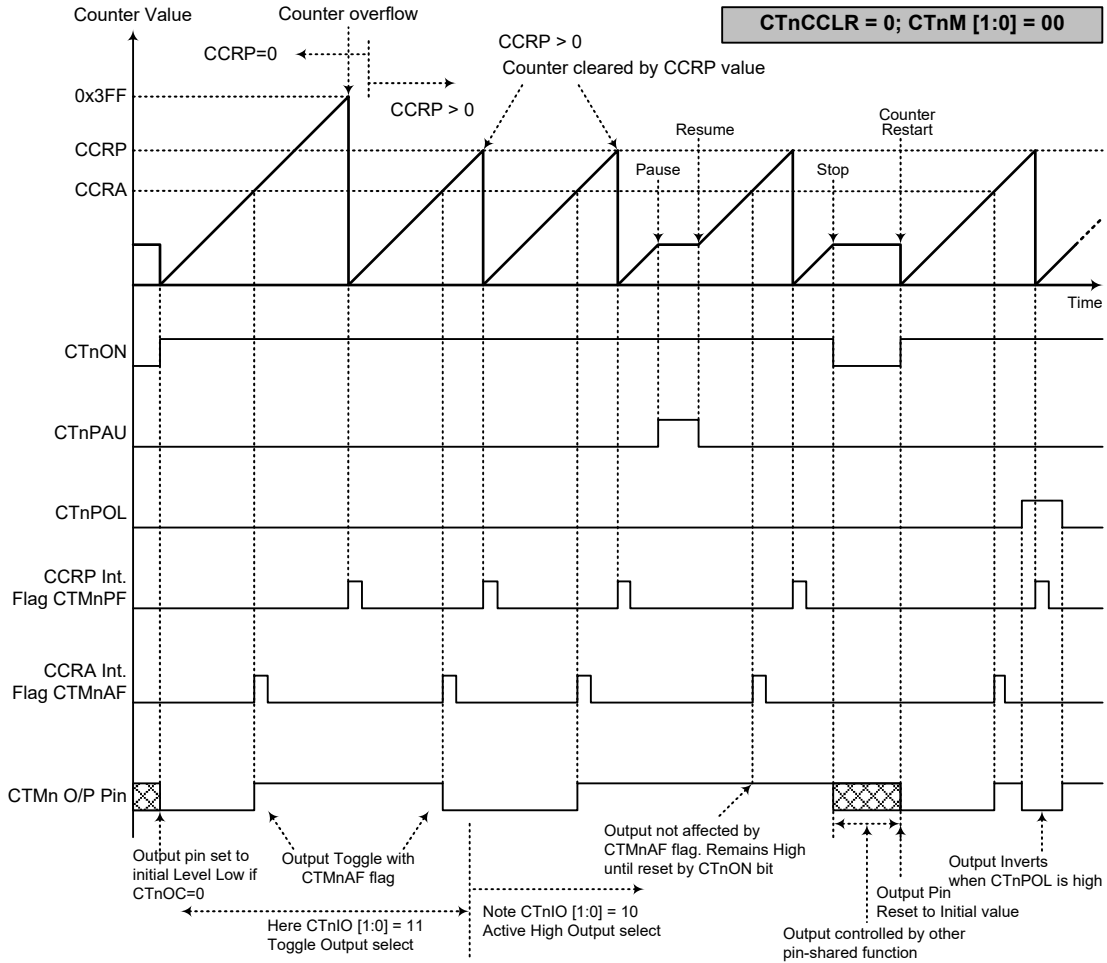 Counter Value
Counter overflow
CTnCCLR = 0; CTnM [1:0] = 00
CCRP=0
CCRP > 0
CCRP > 0
Counter cleared by CCRP value
0x3FF
CCRP
CCRA
Pause
Resume
Stop
Counter
Restart
Time
CTnON
CTnPAU
CTnPOL
CCRP Int.
Flag CTMnPF
CCRA Int.
Flag CTMnAF
CTMn O/P Pin
Output pin set to
initial Level Low if
CTnOC=0
Output Toggle with
CTMnAF flag
Output not affected by
CTMnAF flag. Remains High
until reset by CTnON bit
Output Inverts
when CTnPOL is high
Output Pin
Reset to Initial value
Here CTnIO [1:0] = 11
Toggle Output select
Note CTnIO [1:0] = 10
Active High Output select
Output controlled by other
pin-shared function